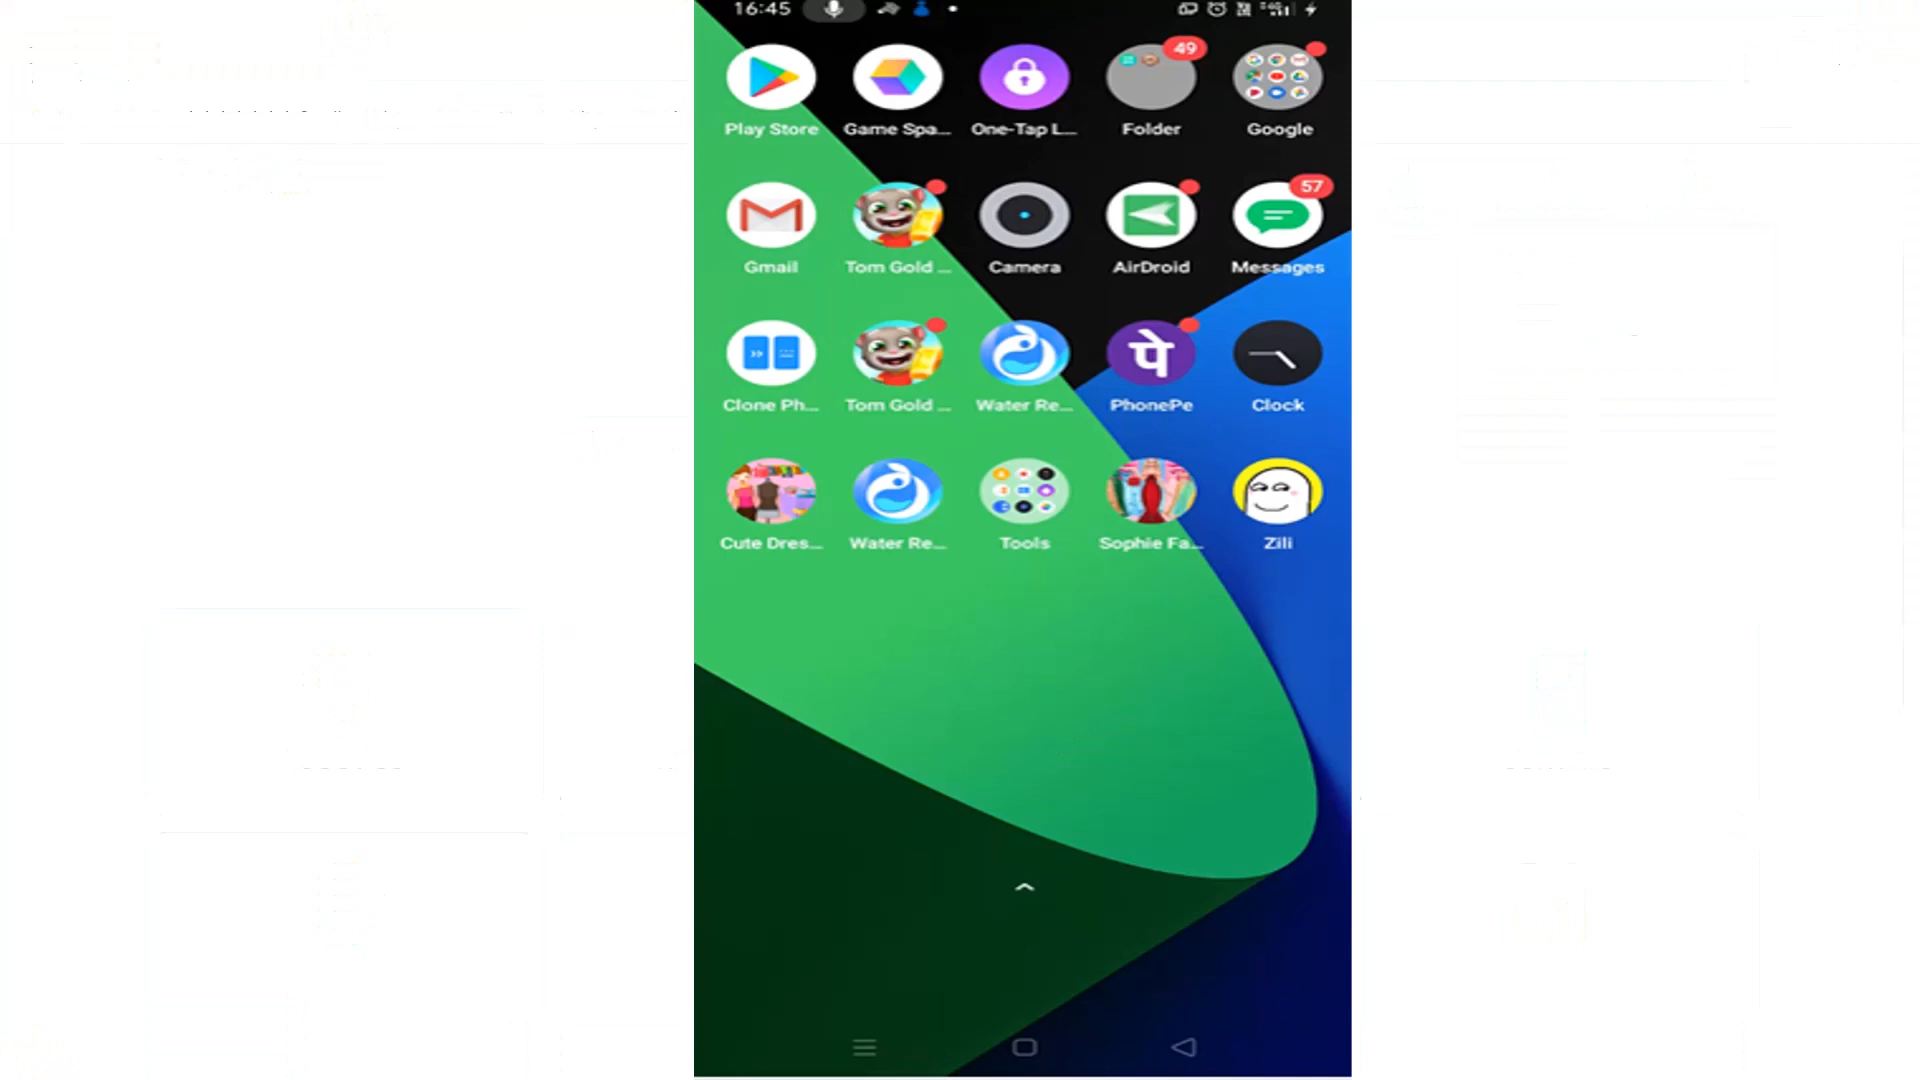 16:45
49
Play Store Game Spa... One-Tap L... Folder Google
57
Gmail Tom Gold ... Camera AirDroid Messages
पे
Clone Ph... Tom Gold ... Water Re... PhonePe Clock
Cute Dres... Water Re... Tools Sophie Fa... Zili